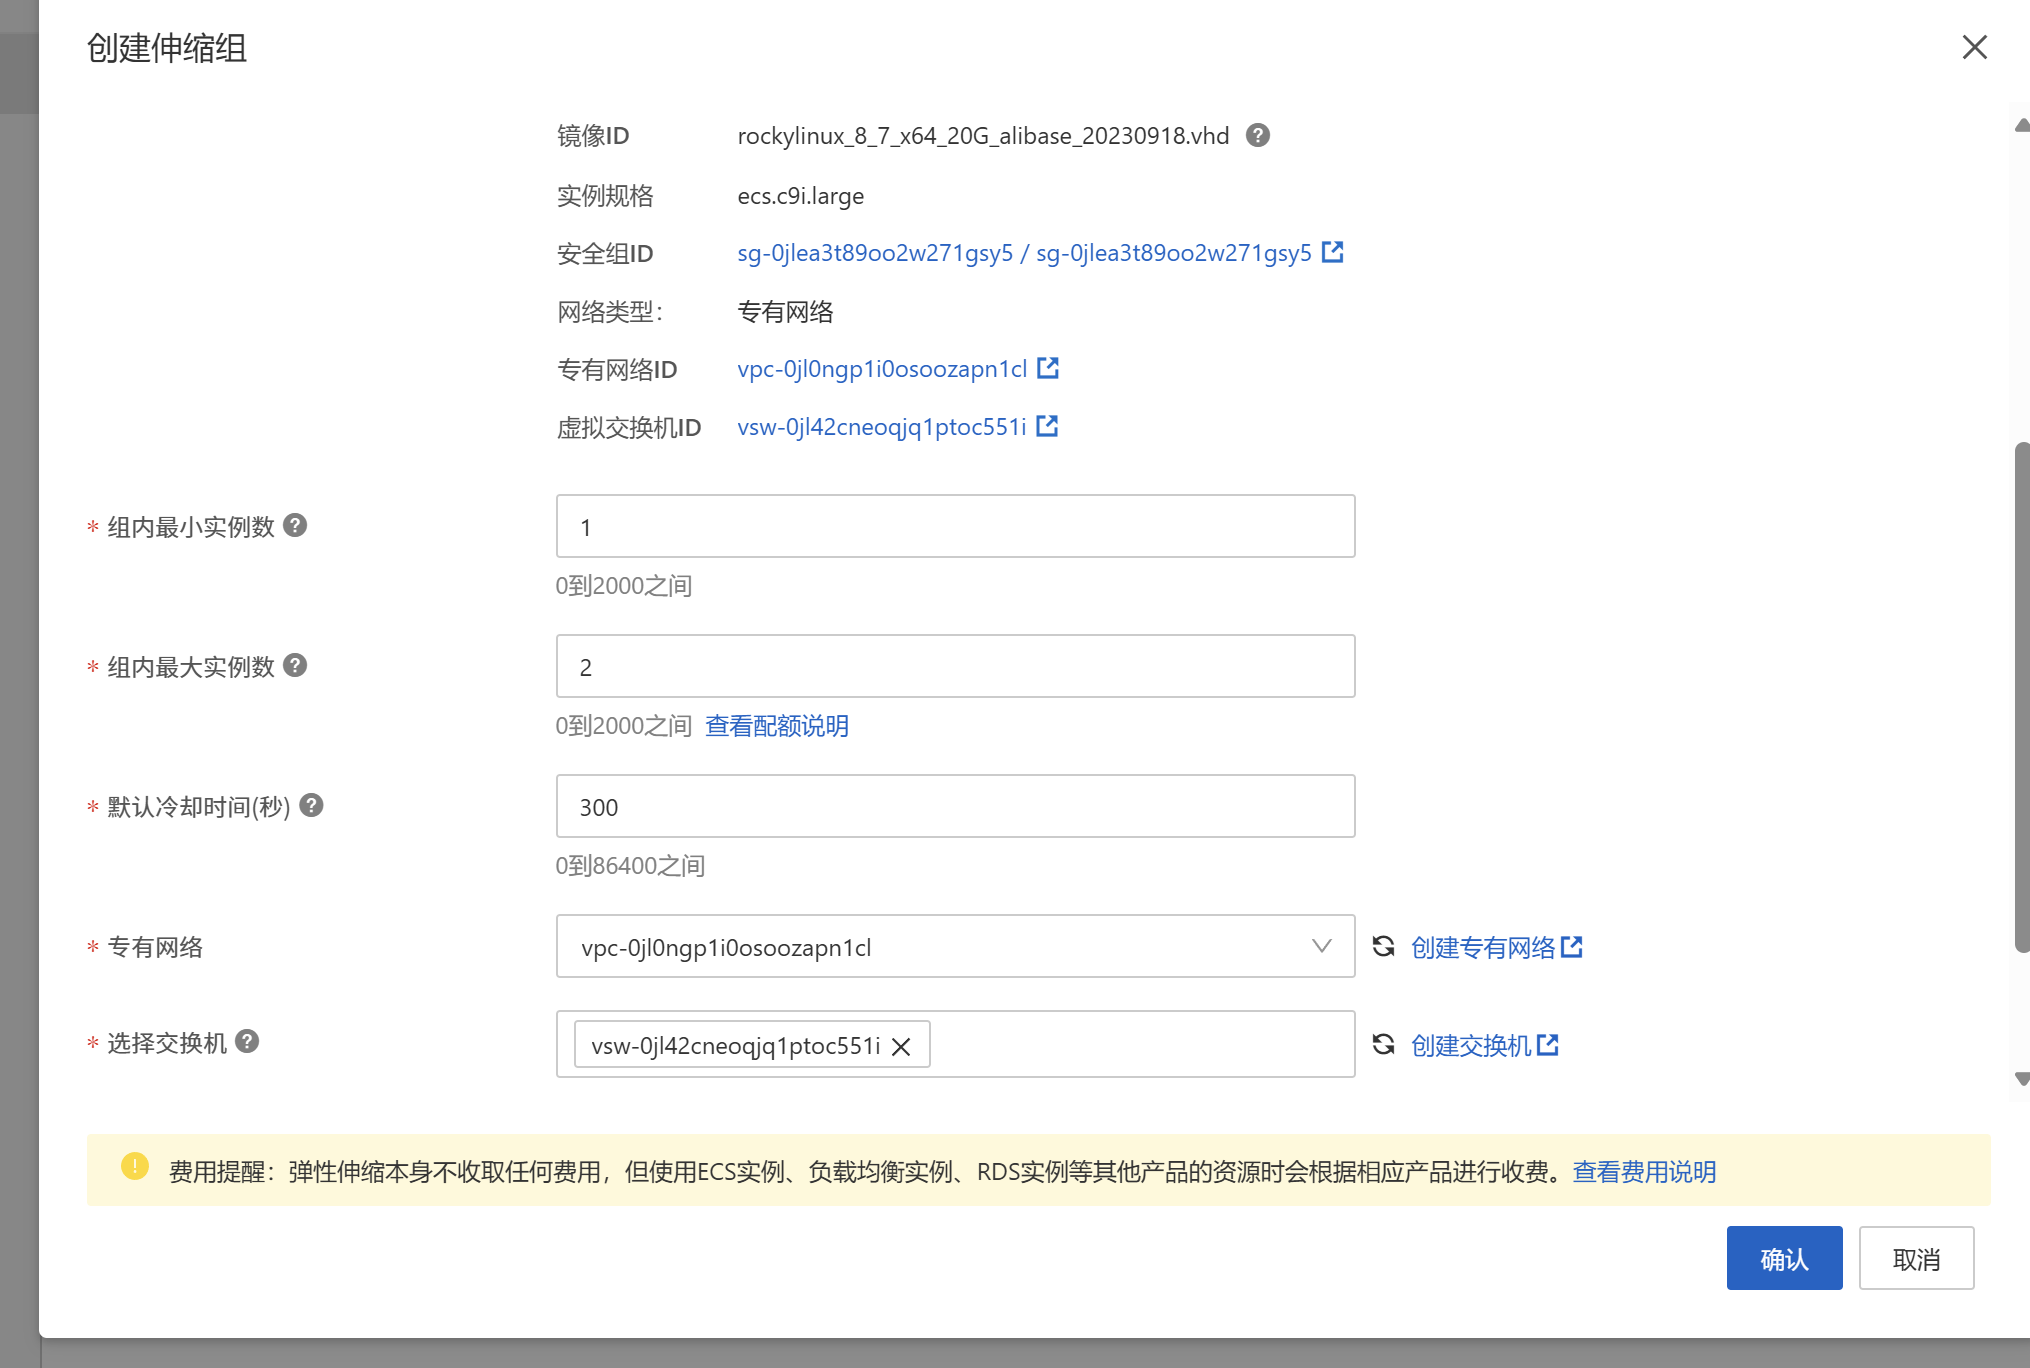 创建伸缩组
镜像ID rockylinux_8_7_x64_20G_alibase_20230918.vhd
实例规格 ecs.c9i.large
安全组ID sg-0jlea3t89oo2w271gsy5 / sg-0jlea3t89oo2w271gsy5
网络类型: 专有网络
专有网络ID vpc-0jl0ngp1i0osoozapn1cl
虚拟交换机ID vsw-0jl42cneoqjq1ptoc551i
* 组内最小实例数 1
0到2000之间
* 组内最大实例数 2
0到2000之间 查看配额说明
* 默认冷却时间(秒) 300
0到86400之间
* 专有网络 vpc-0jl0ngp1i0osoozapn1cl 创建专有网络
* 选择交换机 vsw-0jl42cneoqjq1ptoc551i 创建交换机
费用提醒：弹性伸缩本身不收取任何费用，但使用ECS实例、负载均衡实例、RDS实例等其他产品的资源时会根据相应产品进行收费。查看费用说明
确认 取消